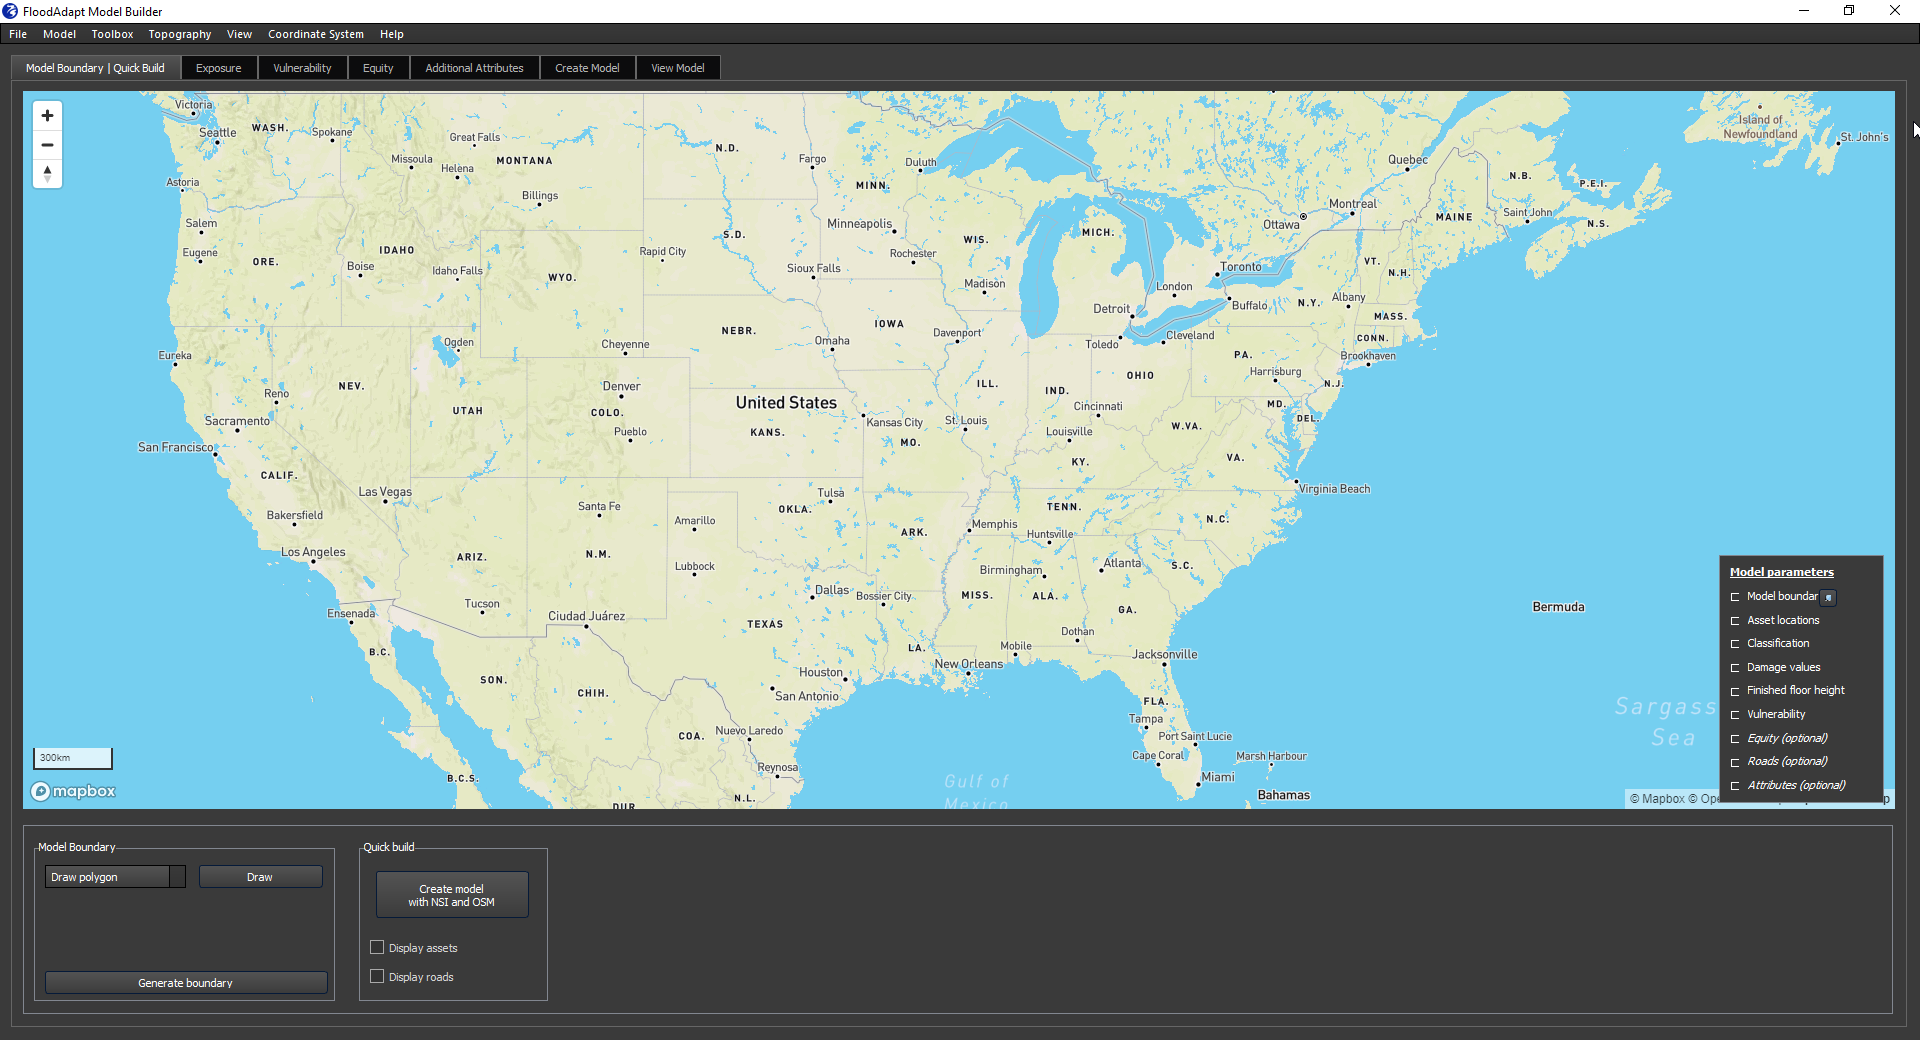 FloodAdapt Model Builder
File Model Toolbox Topography View Coordinate System Help
Model Boundary | Quick Build Exposure Vulnerability Equity Additional Attributes Create Model View Model
Victoria
Seattle
WASH.
Spokane
Great Falls
Missoula
Helena
MONTANA
N.D.
Fargo
Duluth
Quebec
Island of
Newfoundland
St. John's
Astoria
Billings
MINN.
N.B.
P.E.I.
Salem
Minneapolis
Ottawa
Montreal
MAINE
Saint John
N.S.
Eugene
ORE.
IDAHO
Boise
Idaho Falls
WYO.
Rapid City
S.D.
Sioux Falls
Rochester
WIS.
MICH.
VT.
N.H.
Toronto
Madison
London
Detroit
Buffalo
N.Y.
Albany
MASS.
Eureka
Ogden
Cheyenne
NEBR.
Omaha
IOWA
Davenport
Toledo
Cleveland
CONN.
Brookhaven
NEV.
Reno
UTAH
Denver
COLO.
United States
ILL.
IND.
OHIO
PA.
Harrisburg
N.J.
Sacramento
San Francisco
Pueblo
KANS.
Kansas City
MO.
St. Louis
Cincinnati
Louisville
W.VA.
MD.
DEL.
CALIF.
Las Vegas
KY.
VA.
Virginia Beach
Bakersfield
Santa Fe
Amarillo
OKLA.
Tulsa
ARK.
Memphis
TENN.
Huntsville
N.C.
Los Angeles
ARIZ.
N.M.
Lubbock
Birmingham
Atlanta
S.C.
Ensenada
Tucson
Ciudad Juárez
TEXAS
Dallas
Bossier City
MISS.
ALA.
GA.
Bermuda
B.C.
Dothan
Mobile
LA.
New Orleans
Jacksonville
SON.
CHIH.
Houston
San Antonio
FLA.
Tampa
Sargass
Sea
COA.
Nuevo Laredo
Port Saint Lucie
Cape Coral
Marsh Harbour
B.C.S.
Reynosa
Miami
Gulf of
Mexico
Bahamas
DUR.
N.L.
300km
mapbox
© Mapbox © Ope
Model parameters
Model boundar
Asset locations
Classification
Damage values
Finished floor height
Vulnerability
Equity (optional)
Roads (optional)
Attributes (optional)
Model Boundary
Draw polygon Draw
Generate boundary
Quick build
Create model
with NSI and OSM
Display assets
Display roads